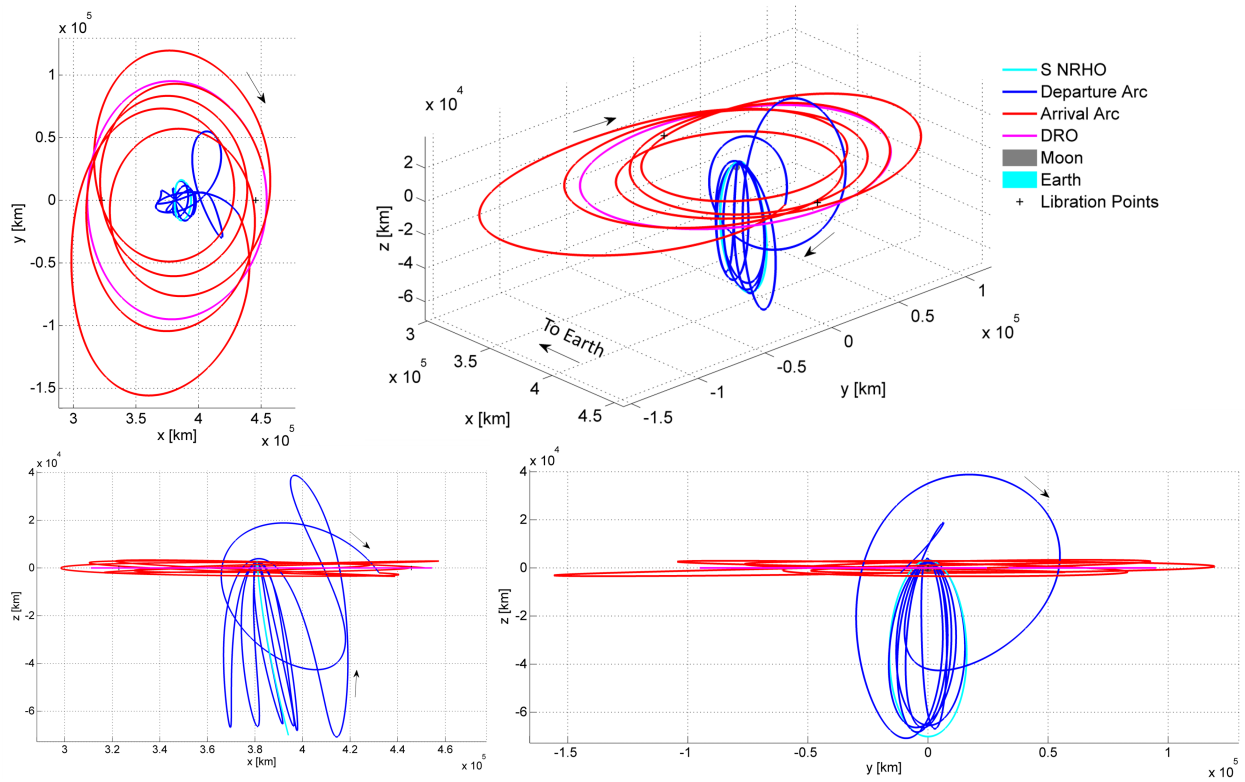 x 10^5
1
0.5
0
-0.5
-1
-1.5
y [km]
3 3.5 4 4.5
x [km]
x 10^5
x 10^4
2
0
-2
-4
-6
z [km]
3
3.5
4
4.5
x 10^5
x [km]
To Earth
-1.5
-1
-0.5
0
0.5
1
x 10^5
y [km]
S NRHO
Departure Arc
Arrival Arc
DRO
Moon
Earth
+ Libration Points
x 10^4
4
2
0
-2
-4
-6
z [km]
3 3.2 3.4 3.6 3.8 4 4.2 4.4 4.6
x [km]
x 10^5
x 10^4
4
2
0
-2
-4
-6
z [km]
-1.5 -1 -0.5 0 0.5 1
y [km]
x 10^5